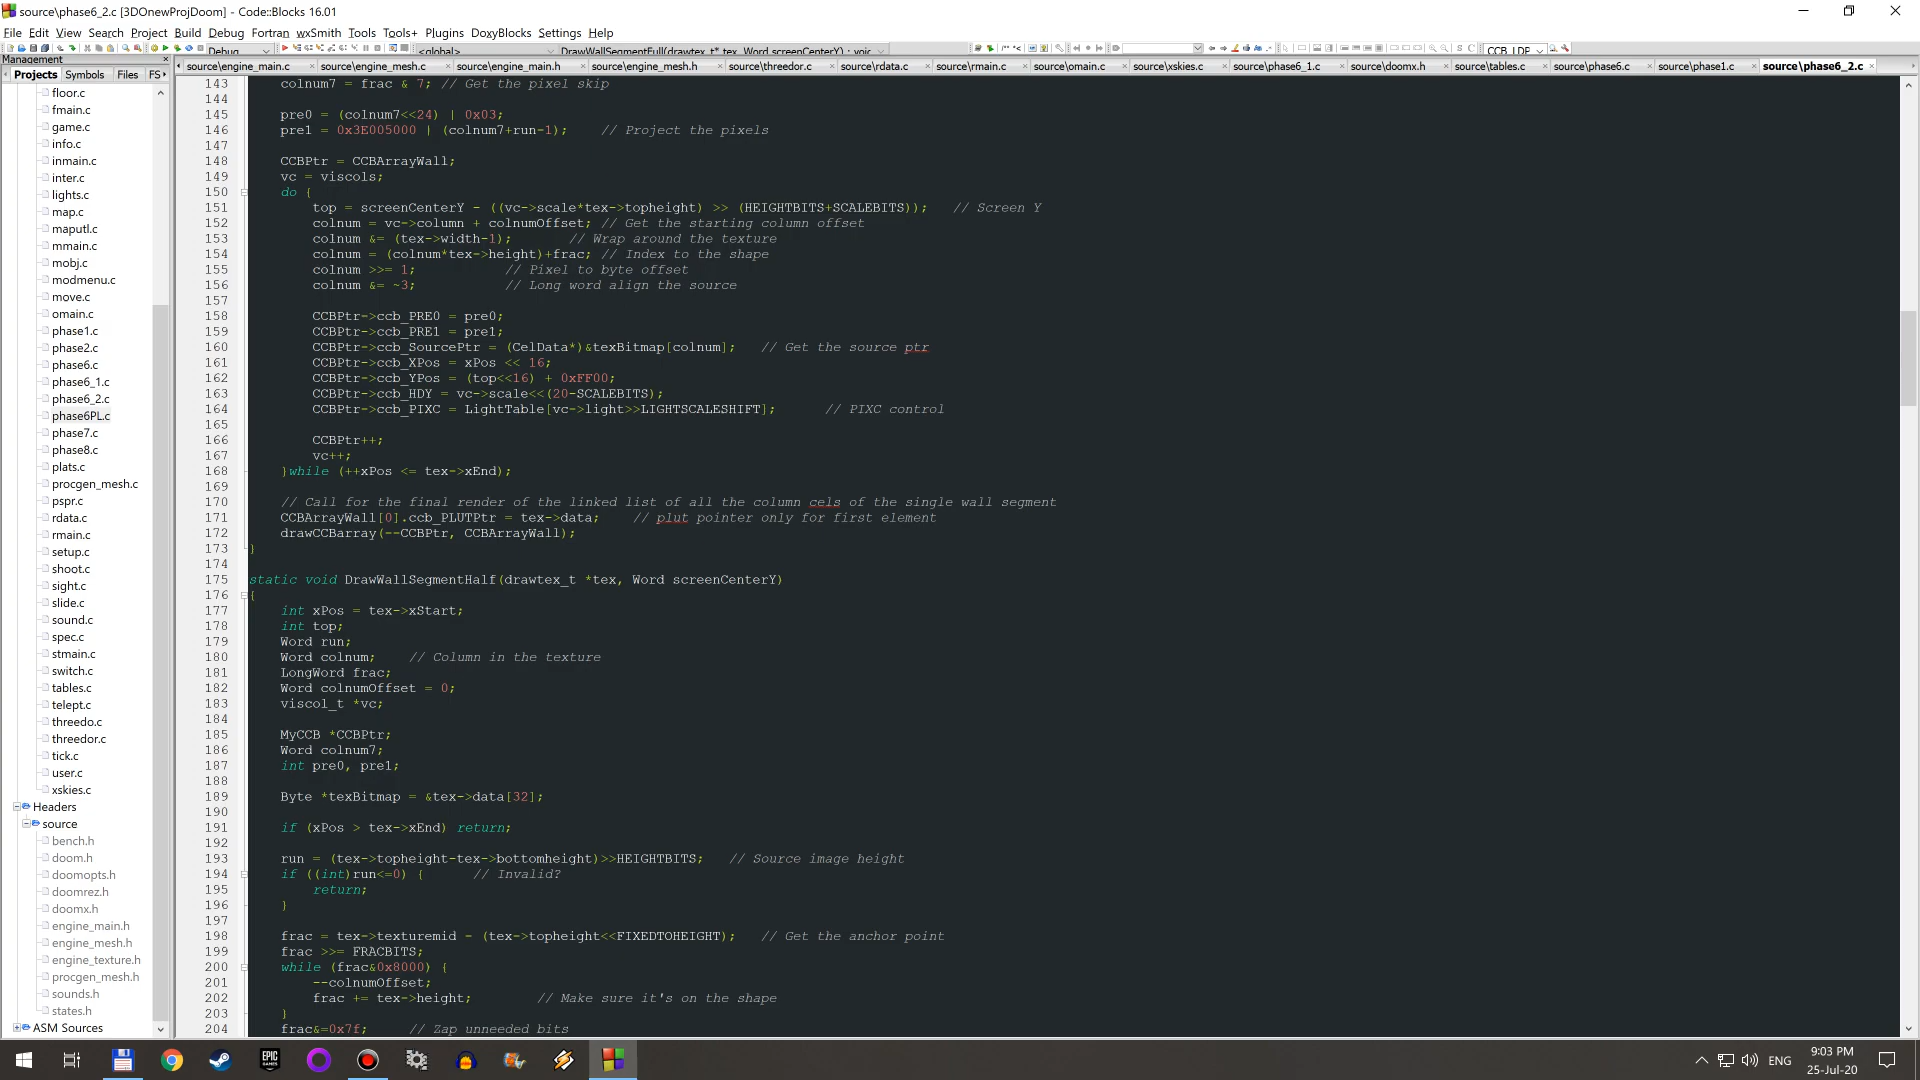 source\phase6_2.c [3DOnewProjDoom] - Code::Blocks 16.01
File Edit View Search Project Build Debug Fortran wxSmith Tools Tools+ Plugins DoxyBlocks Settings Help
Debug <global> DrawWallSegmentFull(drawtex_t* tex, Word screenCenterY) : voic CCB_LDP
Management
Projects Symbols Files FS
source\engine_main.c source\engine_mesh.c source\engine_main.h source\engine_mesh.h source\threedor.c source\rdata.c source\rmain.c source\omain.c source\xskies.c source\phase6_1.c source\doomx.h source\tables.c source\phase6.c source\phase1.c source\phase6_2.c
floor.c
fmain.c
game.c
info.c
inmain.c
inter.c
lights.c
map.c
maputl.c
mmain.c
mobj.c
modmenu.c
move.c
omain.c
phase1.c
phase2.c
phase6.c
phase6_1.c
phase6_2.c
phase6PL.c
phase7.c
phase8.c
plats.c
procgen_mesh.c
pspr.c
rdata.c
rmain.c
setup.c
shoot.c
sight.c
slide.c
sound.c
spec.c
stmain.c
switch.c
tables.c
telept.c
threedo.c
threedor.c
tick.c
user.c
xskies.c
Headers
source
bench.h
doom.h
doomopts.h
doomrez.h
doomx.h
engine_main.h
engine_mesh.h
engine_texture.h
procgen_mesh.h
sounds.h
states.h
ASM Sources
143 colnum7 = frac & 7; // Get the pixel skip
144
145 pre0 = (colnum7<<24) | 0x03;
146 pre1 = 0x3E005000 | (colnum7+run-1); // Project the pixels
147
148 CCBPtr = CCBArrayWall;
149 vc = viscols;
150 do {
151 top = screenCenterY - ((vc->scale*tex->topheight) >> (HEIGHTBITS+SCALEBITS)); // Screen Y
152 colnum = vc->column + colnumOffset; // Get the starting column offset
153 colnum &= (tex->width-1); // Wrap around the texture
154 colnum = (colnum*tex->height)+frac; // Index to the shape
155 colnum >>= 1; // Pixel to byte offset
156 colnum &= ~3; // Long word align the source
157
158 CCBPtr->ccb_PRE0 = pre0;
159 CCBPtr->ccb_PRE1 = pre1;
160 CCBPtr->ccb_SourcePtr = (CelData*)&texBitmap[colnum]; // Get the source ptr
161 CCBPtr->ccb_XPos = xPos << 16;
162 CCBPtr->ccb_YPos = (top<<16) + 0xFF00;
163 CCBPtr->ccb_HDY = vc->scale<<(20-SCALEBITS);
164 CCBPtr->ccb_PIXC = LightTable[vc->light>>LIGHTSCALESHIFT]; // PIXC control
165
166 CCBPtr++;
167 vc++;
168 }while (++xPos <= tex->xEnd);
169
170 // Call for the final render of the linked list of all the column cels of the single wall segment
171 CCBArrayWall[0].ccb_PLUTPtr = tex->data; // plut pointer only for first element
172 drawCCBarray(--CCBPtr, CCBArrayWall);
173 }
174
175 static void DrawWallSegmentHalf(drawtex_t *tex, Word screenCenterY)
176 {
177 int xPos = tex->xStart;
178 int top;
179 Word run;
180 Word colnum; // Column in the texture
181 LongWord frac;
182 Word colnumOffset = 0;
183 viscol_t *vc;
184
185 MyCCB *CCBPtr;
186 Word colnum7;
187 int pre0, pre1;
188
189 Byte *texBitmap = &tex->data[32];
190
191 if (xPos > tex->xEnd) return;
192
193 run = (tex->topheight-tex->bottomheight)>>HEIGHTBITS; // Source image height
194 if ((int)run<=0) { // Invalid?
195 return;
196 }
197
198 frac = tex->texturemid - (tex->topheight<<FIXEDTOHEIGHT); // Get the anchor point
199 frac >>= FRACBITS;
200 while (frac&0x8000) {
201 --colnumOffset;
202 frac += tex->height; // Make sure it's on the shape
203 }
204 frac&=0x7f; // Zap unneeded bits
EPIC GAMES
ENG
9:03 PM
25-Jul-20